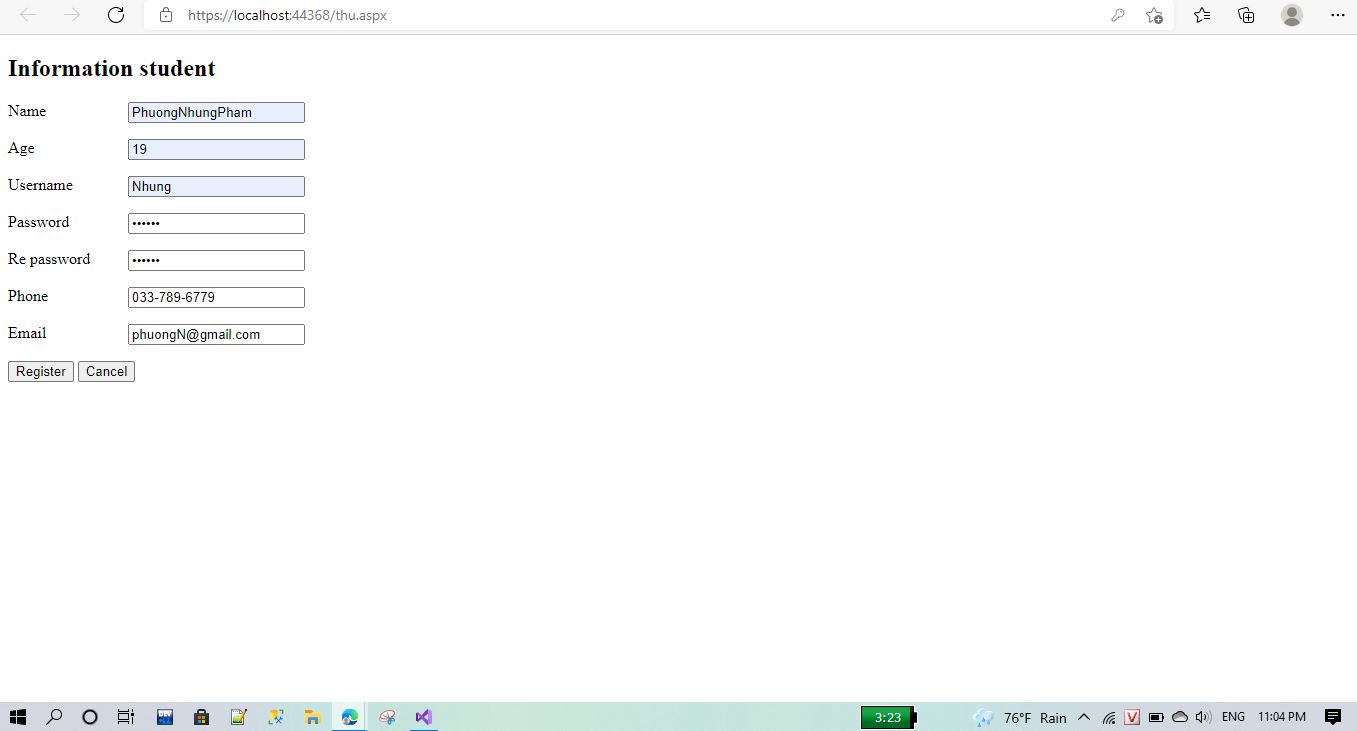 https://localhost:44368/thu.aspx
Information student
Name PhuongNhungPham
Age 19
Username Nhung
Password ••••••
Re password ••••••
Phone 033-789-6779
Email phuongN@gmail.com
Register Cancel
3:23 76°F Rain V ENG 11:04 PM